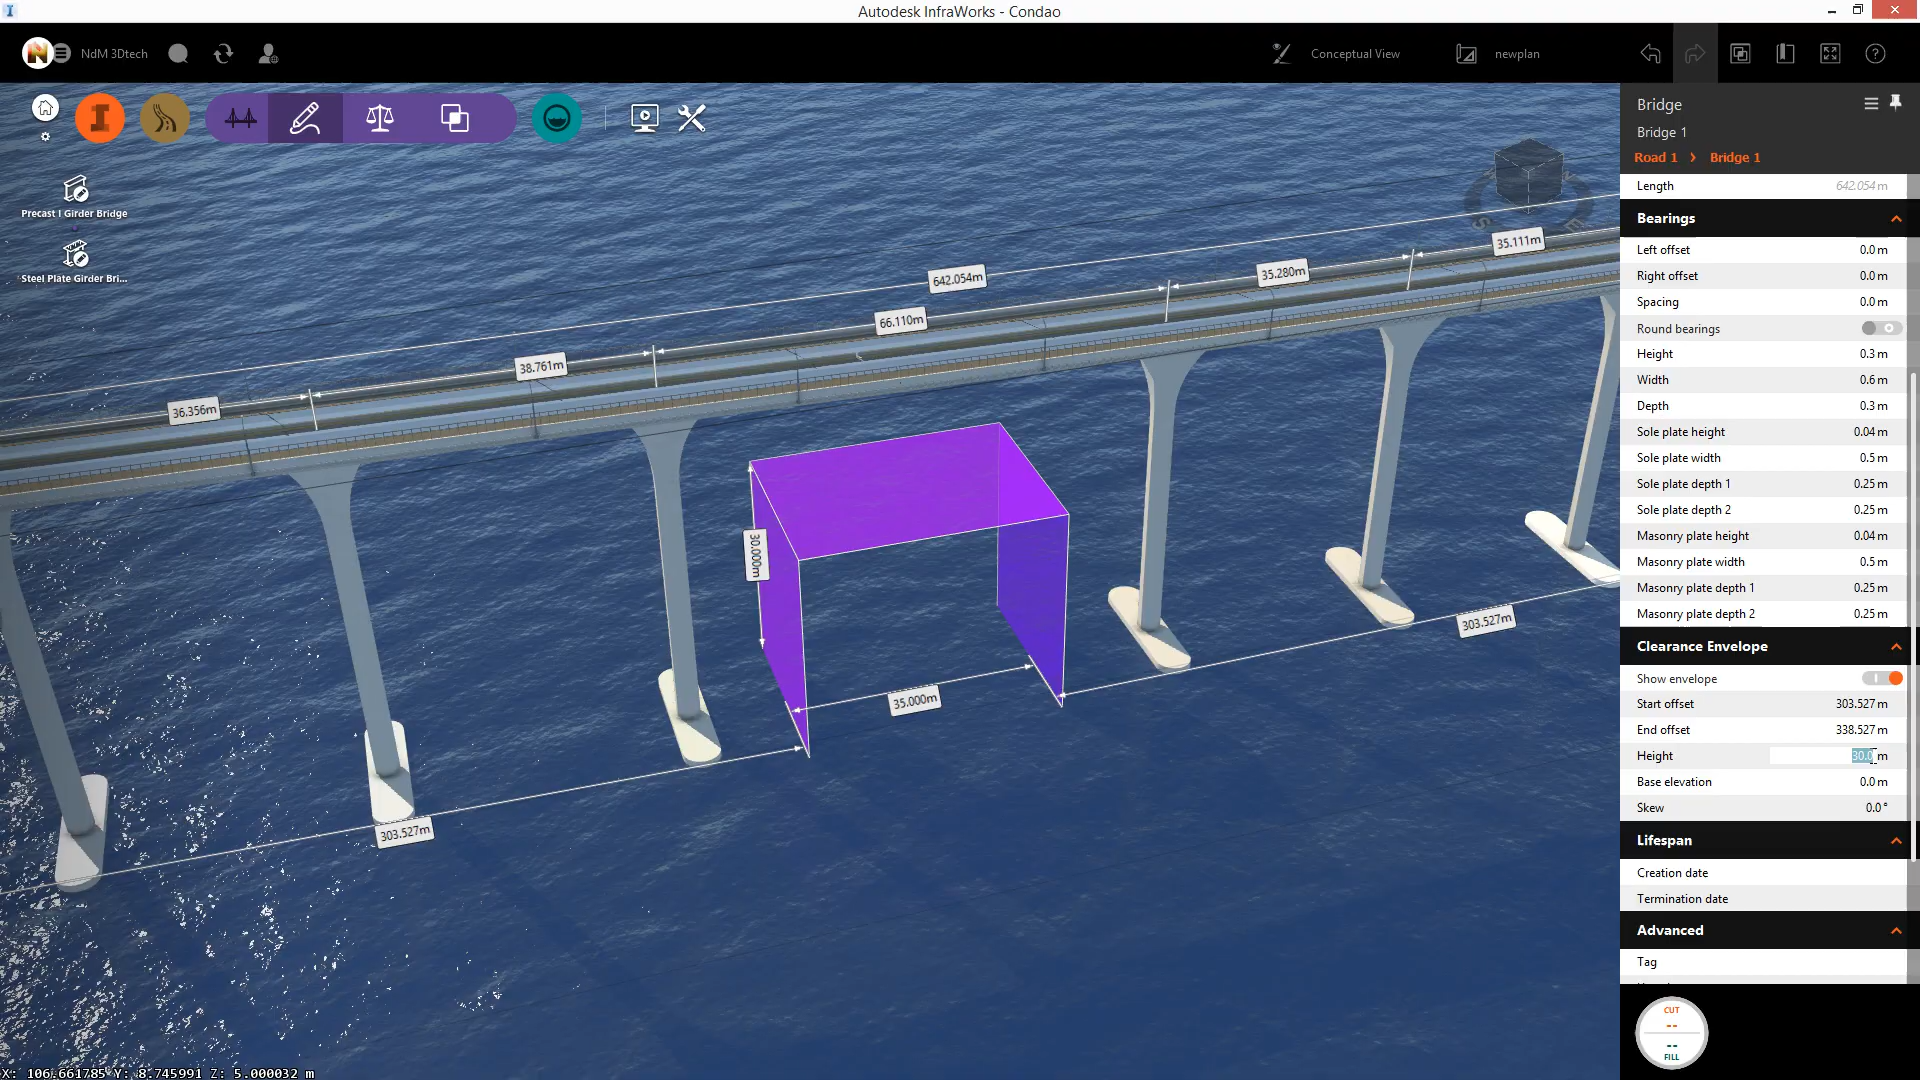 Autodesk InfraWorks - Condao
NdM 3Dtech
Conceptual View
newplan
Precast I Girder Bridge
Steel Plate Girder Bri...
642.054m
35.111m
35.280m
66.110m
38.761m
36.356m
30.000m
35.000m
303.527m
303.527m
S
E
X: 106.661785 Y: 8.745991 Z: 5.000032 m
Bridge
Bridge 1
Road 1 > Bridge 1
Length 642.054 m
Bearings
Left offset 0.0 m
Right offset 0.0 m
Spacing 0.0 m
Round bearings
Height 0.3 m
Width 0.6 m
Depth 0.3 m
Sole plate height 0.04 m
Sole plate width 0.5 m
Sole plate depth 1 0.25 m
Sole plate depth 2 0.25 m
Masonry plate height 0.04 m
Masonry plate width 0.5 m
Masonry plate depth 1 0.25 m
Masonry plate depth 2 0.25 m
Clearance Envelope
Show envelope
Start offset 303.527 m
End offset 338.527 m
Height 30.0 m
Base elevation 0.0 m
Skew 0.0 °
Lifespan
Creation date
Termination date
Advanced
Tag
CUT
--
--
FILL